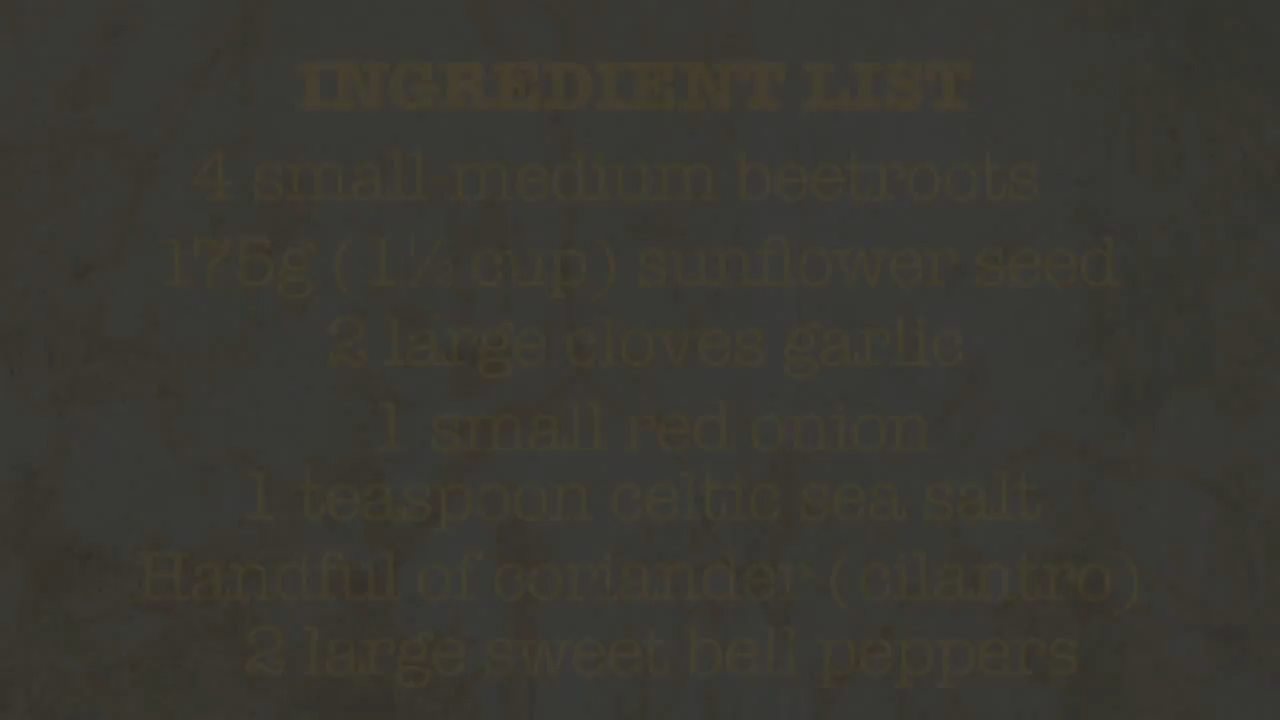 INGREDIENT LIST
4 small-medium beetroots
175g ( 1¼ cup ) sunflower seed
2 large cloves garlic
1 small red onion
1 teaspoon celtic sea salt
Handful of coriander ( cilantro )
2 large sweet bell peppers